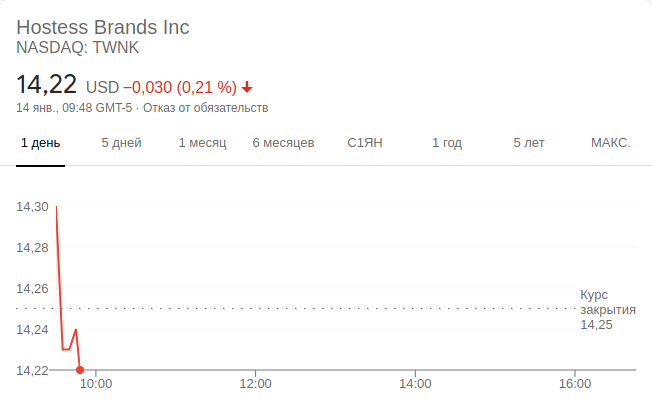 Hostess Brands Inc
NASDAQ: TWNK
14,22 USD −0,030 (0,21 %)
14 янв., 09:48 GMT-5 · Отказ от обязательств
1 день 5 дней 1 месяц 6 месяцев С1ЯН 1 год 5 лет МАКС.
14,30
14,28
14,26
Курс
закрытия
14,25
14,24
14,22
10:00 12:00 14:00 16:00